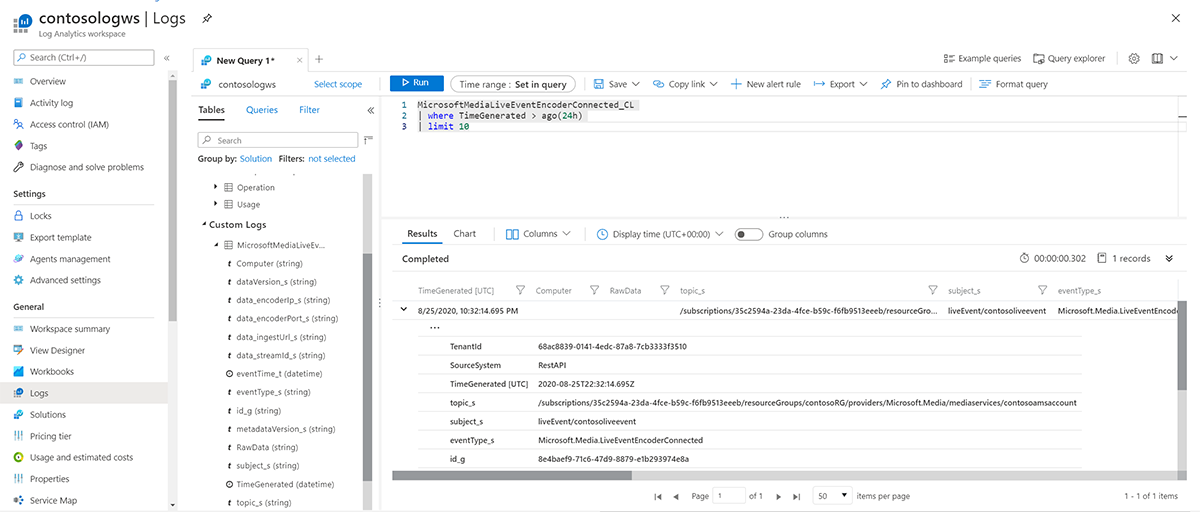 contosologws | Logs
Log Analytics workspace
Search (Ctrl+/)
Overview
Activity log
Access control (IAM)
Tags
Diagnose and solve problems
Settings
Locks
Export template
Agents management
Advanced settings
General
Workspace summary
View Designer
Workbooks
Logs
Solutions
Pricing tier
Usage and estimated costs
Properties
Service Map
New Query 1*
Example queries
Query explorer
contosologws
Select scope
Run
Time range : Set in query
Save
Copy link
New alert rule
Export
Pin to dashboard
Format query
Tables
Queries
Filter
Search
Group by: Solution
Filters: not selected
Operation
Usage
Custom Logs
MicrosoftMediaLiveEv...
t Computer (string)
t dataVersion_s (string)
t data_encoderIp_s (string)
t data_encoderPort_s (string)
t data_ingestUrl_s (string)
t data_streamId_s (string)
eventTime_t (datetime)
t eventType_s (string)
t id_g (string)
t metadataVersion_s (string)
t RawData (string)
t subject_s (string)
TimeGenerated (datetime)
t topic_s (string)
1 MicrosoftMediaLiveEventEncoderConnected_CL
2 | where TimeGenerated > ago(24h)
3 | limit 10
Results
Chart
Columns
Display time (UTC+00:00)
Group columns
Completed
00:00:00.302
1 records
TimeGenerated [UTC]
Computer
RawData
topic_s
subject_s
eventType_s
8/25/2020, 10:32:14.695 PM
/subscriptions/35c2594a-23da-4fce-b59c-f6fb9513eeeb/resourceGro...
liveEvent/contosoliveevent
Microsoft.Media.LiveEventEncode
...
TenantId 68ac8839-0141-4edc-87a8-7cb3333f3510
SourceSystem RestAPI
TimeGenerated [UTC] 2020-08-25T22:32:14.695Z
topic_s /subscriptions/35c2594a-23da-4fce-b59c-f6fb9513eeeb/resourceGroups/contosoRG/providers/Microsoft.Media/mediaservices/contosoamsaccount
subject_s liveEvent/contosoliveevent
eventType_s Microsoft.Media.LiveEventEncoderConnected
id_g 8e4baef9-71c6-47d9-8879-e1b293974e8a
Page 1 of 1
50 items per page
1 - 1 of 1 items